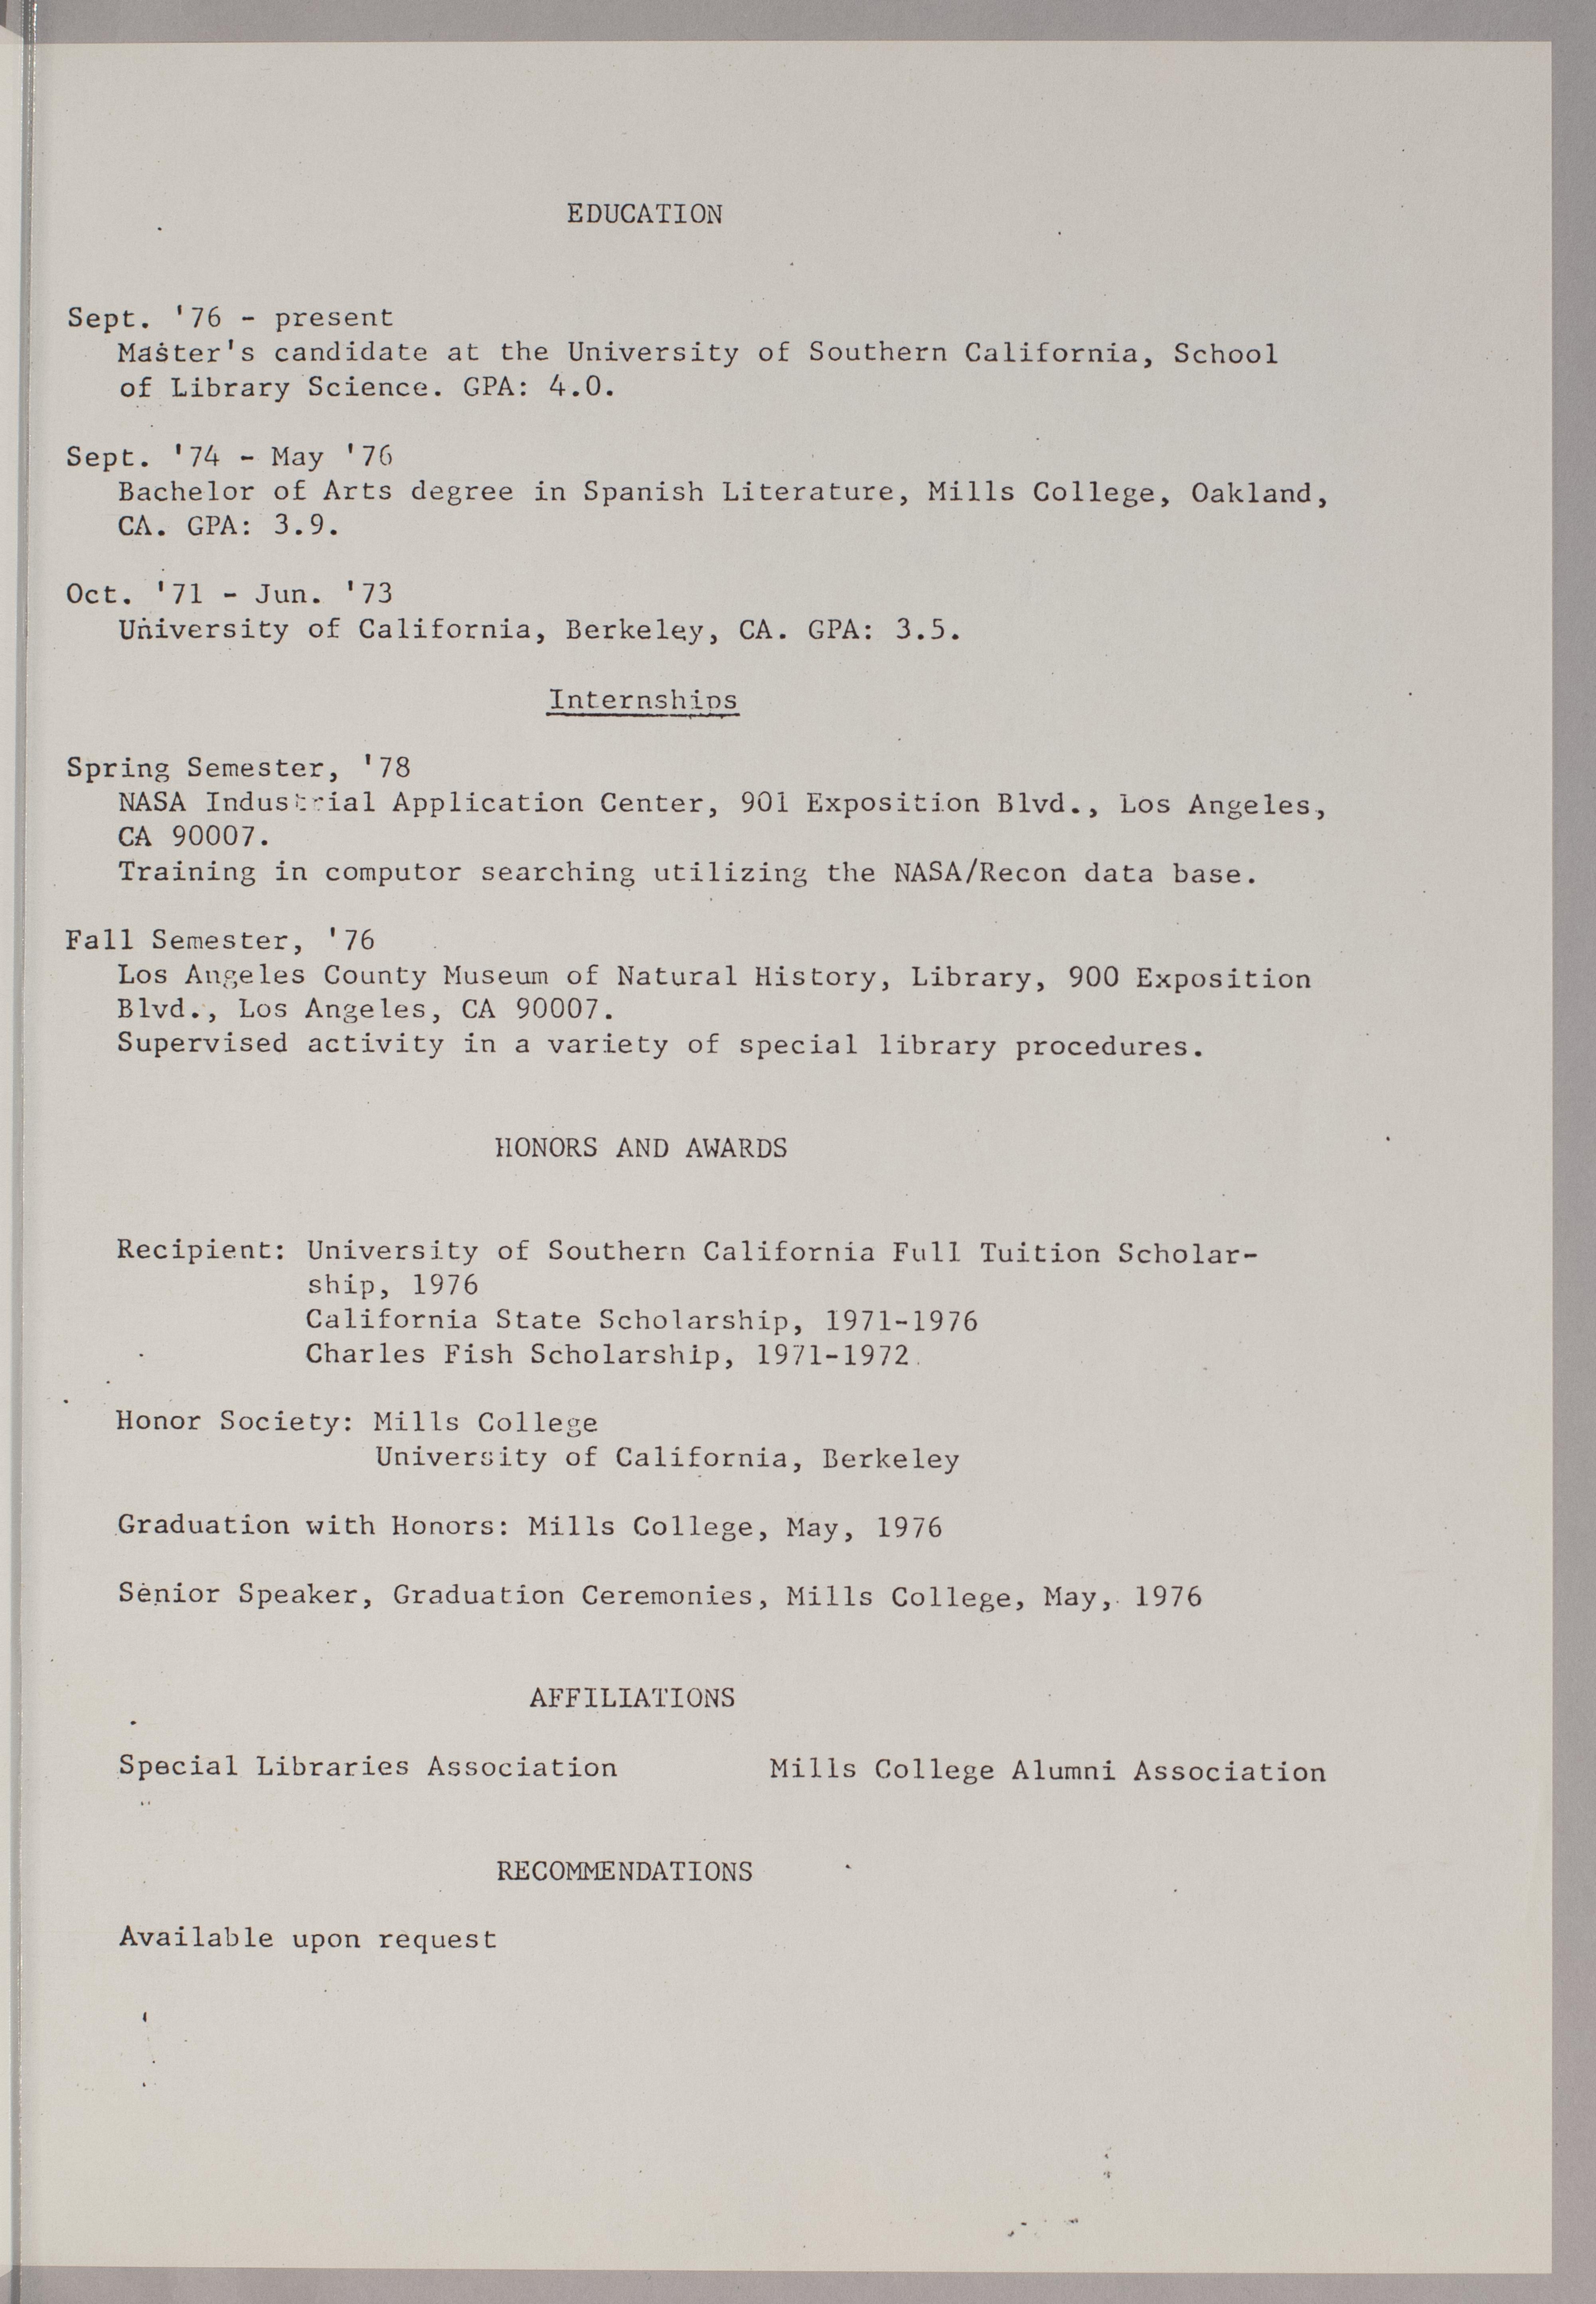 EDUCATION
Sept. '76 - present
Master's candidate at the University of Southern California, School
of Library Science. GPA: 4.0.
Sept. '74 - May '76
Bachelor of Arts degree in Spanish Literature, Mills College, Oakland,
CA. GPA: 3.9.
Oct. '71 - Jun. '73
University of California, Berkeley, CA. GPA: 3.5.
Internships
Spring Semester, '78
NASA Industrial Application Center, 901 Exposition Blvd., Los Angeles,
CA 90007.
Training in computor searching utilizing the NASA/Recon data base.
Fall Semester, '76
Los Angeles County Museum of Natural History, Library, 900 Exposition
Blvd., Los Angeles, CA 90007.
Supervised activity in a variety of special library procedures.
HONORS AND AWARDS
Recipient: University of Southern California Full Tuition Scholar-
ship, 1976
California State Scholarship, 1971-1976
Charles Fish Scholarship, 1971-1972.
Honor Society: Mills College
University of California, Berkeley
Graduation with Honors: Mills College, May, 1976
Senior Speaker, Graduation Ceremonies, Mills College, May, 1976
AFFILIATIONS
Special Libraries Association Mills College Alumni Association
RECOMMENDATIONS
Available upon request